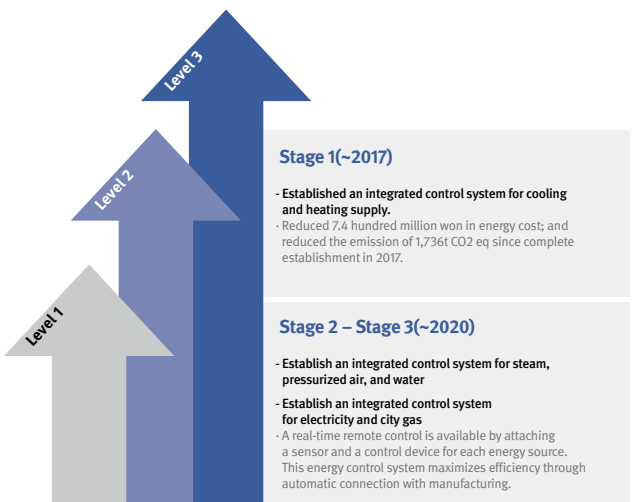 Level 3
Level 2
Level 1
Stage 1(~2017)
- Established an integrated control system for cooling
and heating supply.
· Reduced 7.4 hundred million won in energy cost; and
reduced the emission of 1,736t CO2 eq since complete
establishment in 2017.
Stage 2 – Stage 3(~2020)
- Establish an integrated control system for steam,
pressurized air, and water
- Establish an integrated control system
for electricity and city gas
· A real-time remote control is available by attaching
a sensor and a control device for each energy source.
This energy control system maximizes efficiency through
automatic connection with manufacturing.